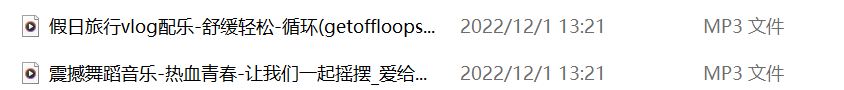 假日旅行vlog配乐-舒缓轻松-循环(getoffloops... 2022/12/1 13:21 MP3 文件
震撼舞蹈音乐-热血青春-让我们一起摇摆_爱给... 2022/12/1 13:21 MP3 文件